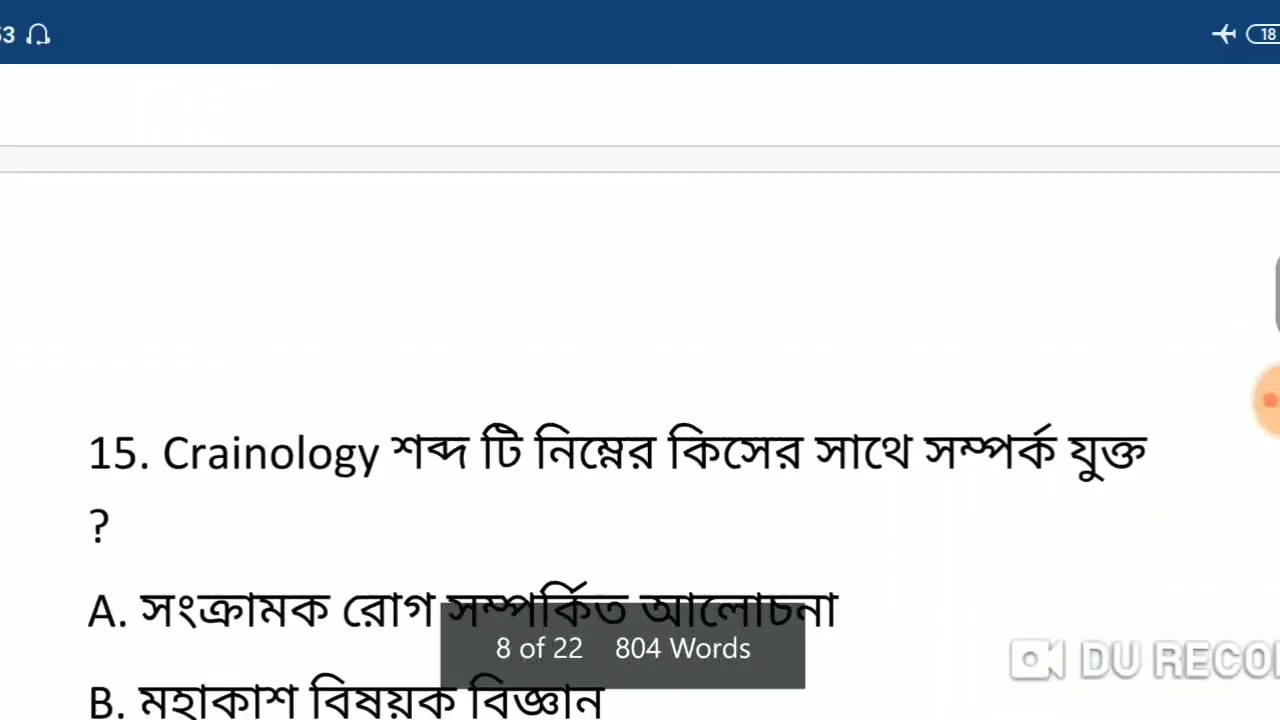 53
18
15. Crainology শব্দ টি নিম্নের কিসের সাথে সম্পর্ক যুক্ত
?
A. সংক্রামক রোগ সম্পর্কিত আলোচনা
8 of 22 804 Words
DU RECO
B. মহাকাশ বিষয়ক বিজ্ঞান